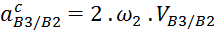 a^c_{B3/B2} = 2 . ω_2 . V_{B3/B2}